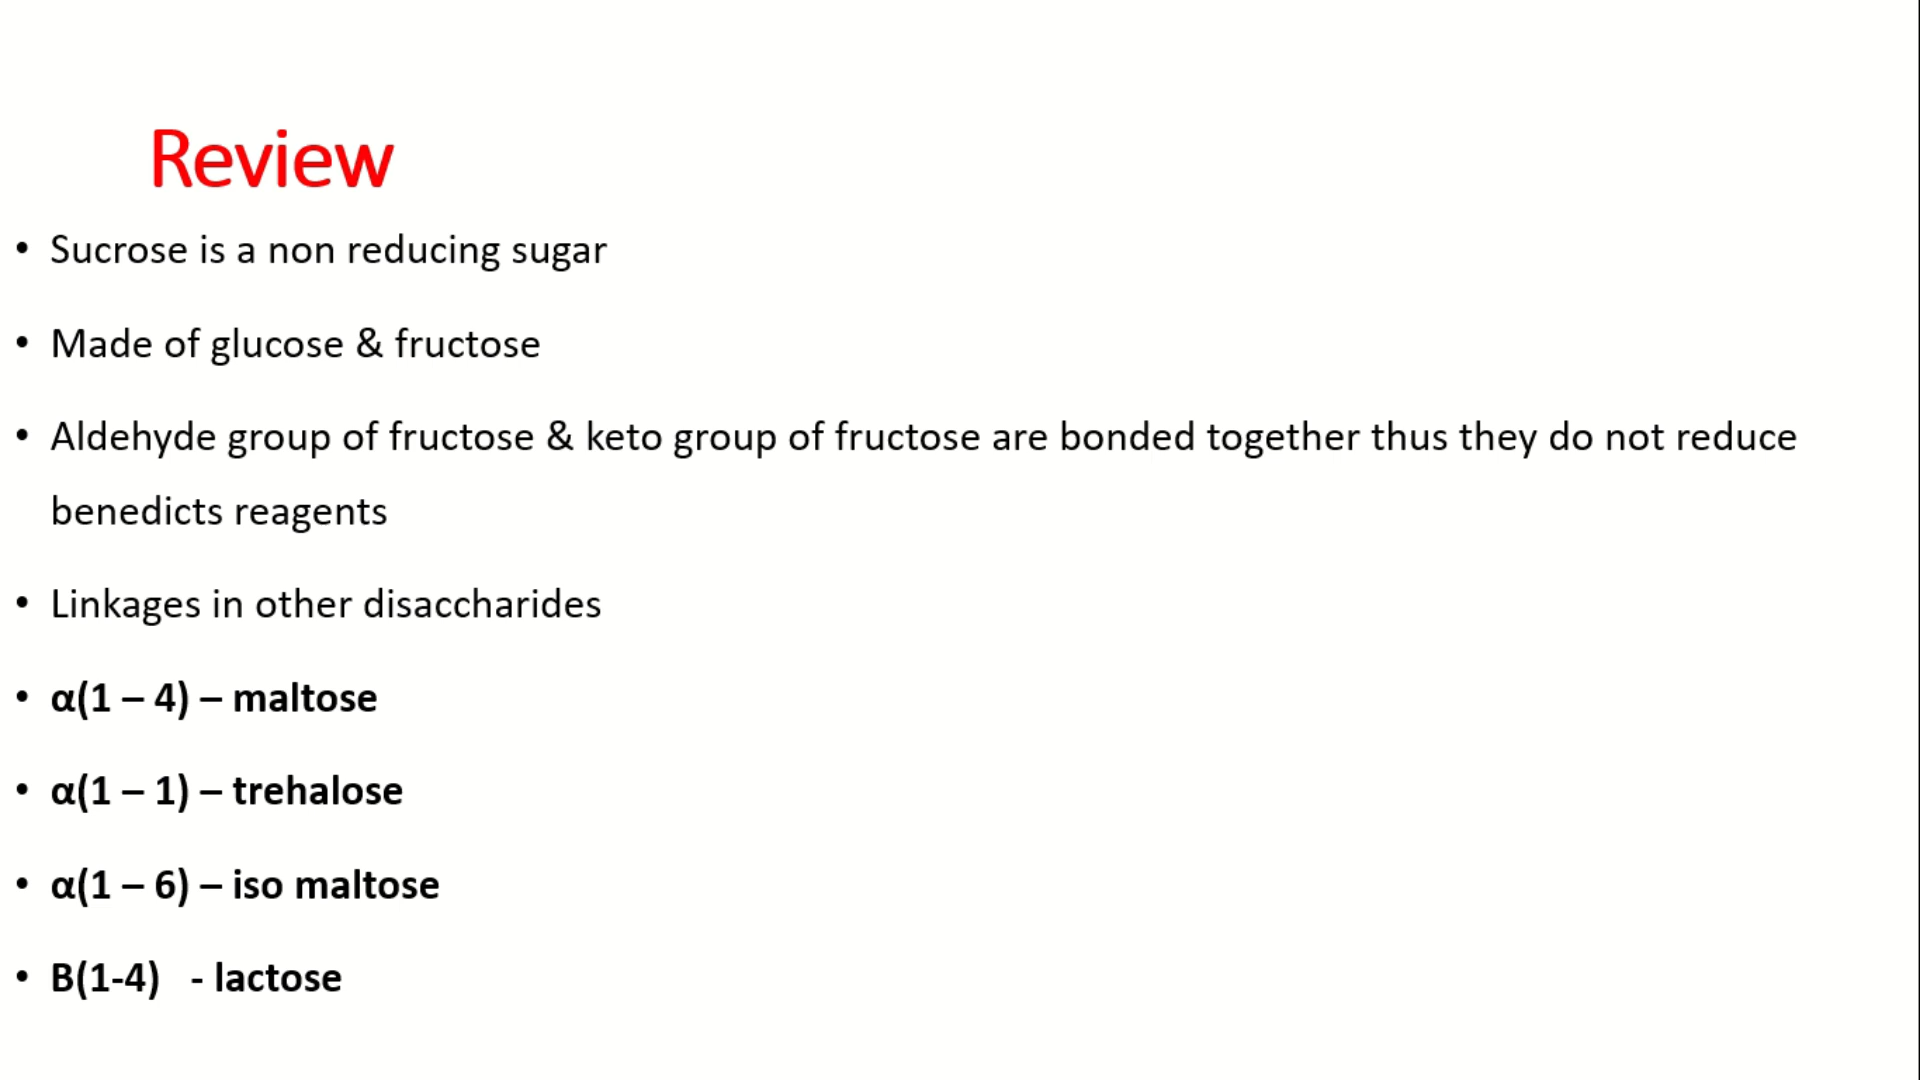 Review
• Sucrose is a non reducing sugar
• Made of glucose & fructose
• Aldehyde group of fructose & keto group of fructose are bonded together thus they do not reduce
benedicts reagents
• Linkages in other disaccharides
• α(1 – 4) – maltose
• α(1 – 1) – trehalose
• α(1 – 6) – iso maltose
• B(1-4)   - lactose